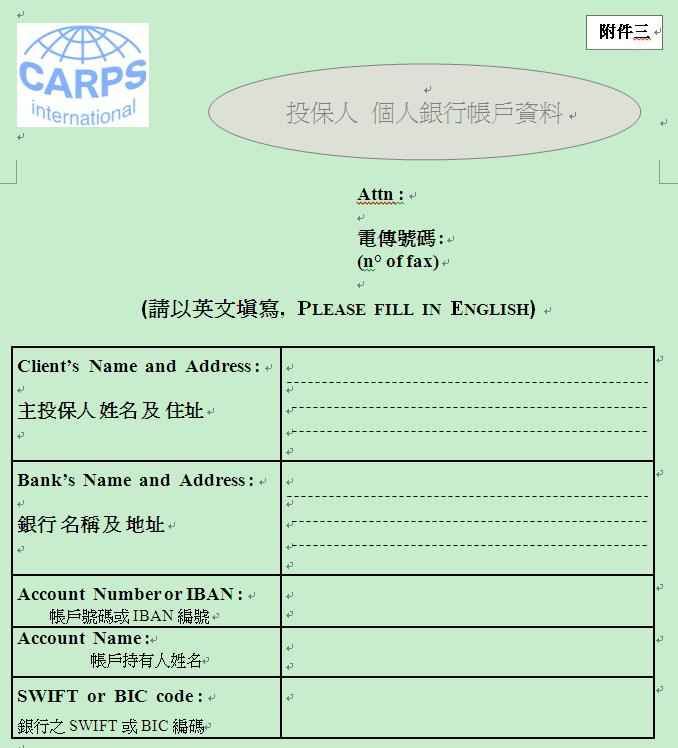 附件三
CARPS
international
投保人 個人銀行帳戶資料
Attn :
電傳號碼:
(n° of fax)
(請以英文填寫, PLEASE FILL IN ENGLISH)
Client’s Name and Address:
主投保人姓名及 住址
Bank’s Name and Address:
銀行名稱及 地址
Account Number or IBAN :
帳戶號碼或 IBAN 編號
Account Name :
帳戶持有人姓名
SWIFT or BIC code :
銀行之 SWIFT 或 BIC 編碼